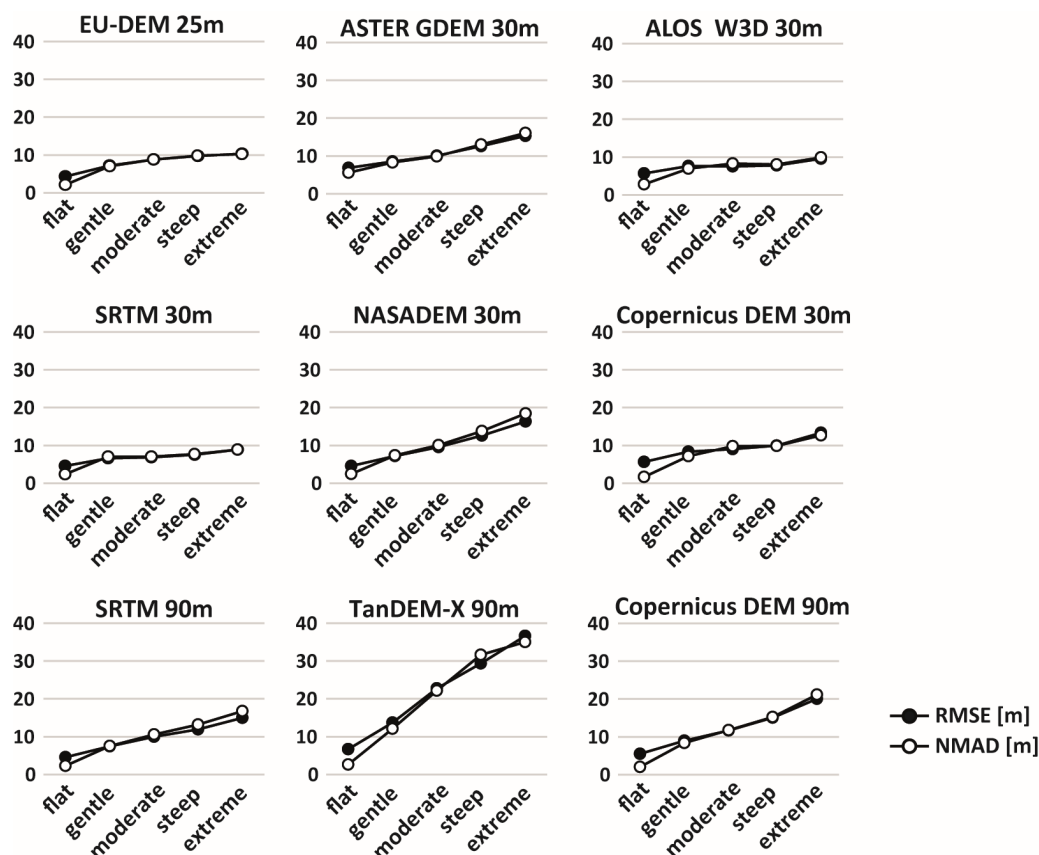 EU-DEM 25m
40
30
20
10
0
flat
gentle
moderate
steep
extreme
ASTER GDEM 30m
40
30
20
10
0
flat
gentle
moderate
steep
extreme
ALOS W3D 30m
40
30
20
10
0
flat
gentle
moderate
steep
extreme
SRTM 30m
40
30
20
10
0
flat
gentle
moderate
steep
extreme
NASADEM 30m
40
30
20
10
0
flat
gentle
moderate
steep
extreme
Copernicus DEM 30m
40
30
20
10
0
flat
gentle
moderate
steep
extreme
SRTM 90m
40
30
20
10
0
flat
gentle
moderate
steep
extreme
TanDEM-X 90m
40
30
20
10
0
flat
gentle
moderate
steep
extreme
Copernicus DEM 90m
40
30
20
10
0
flat
gentle
moderate
steep
extreme
RMSE [m]
NMAD [m]